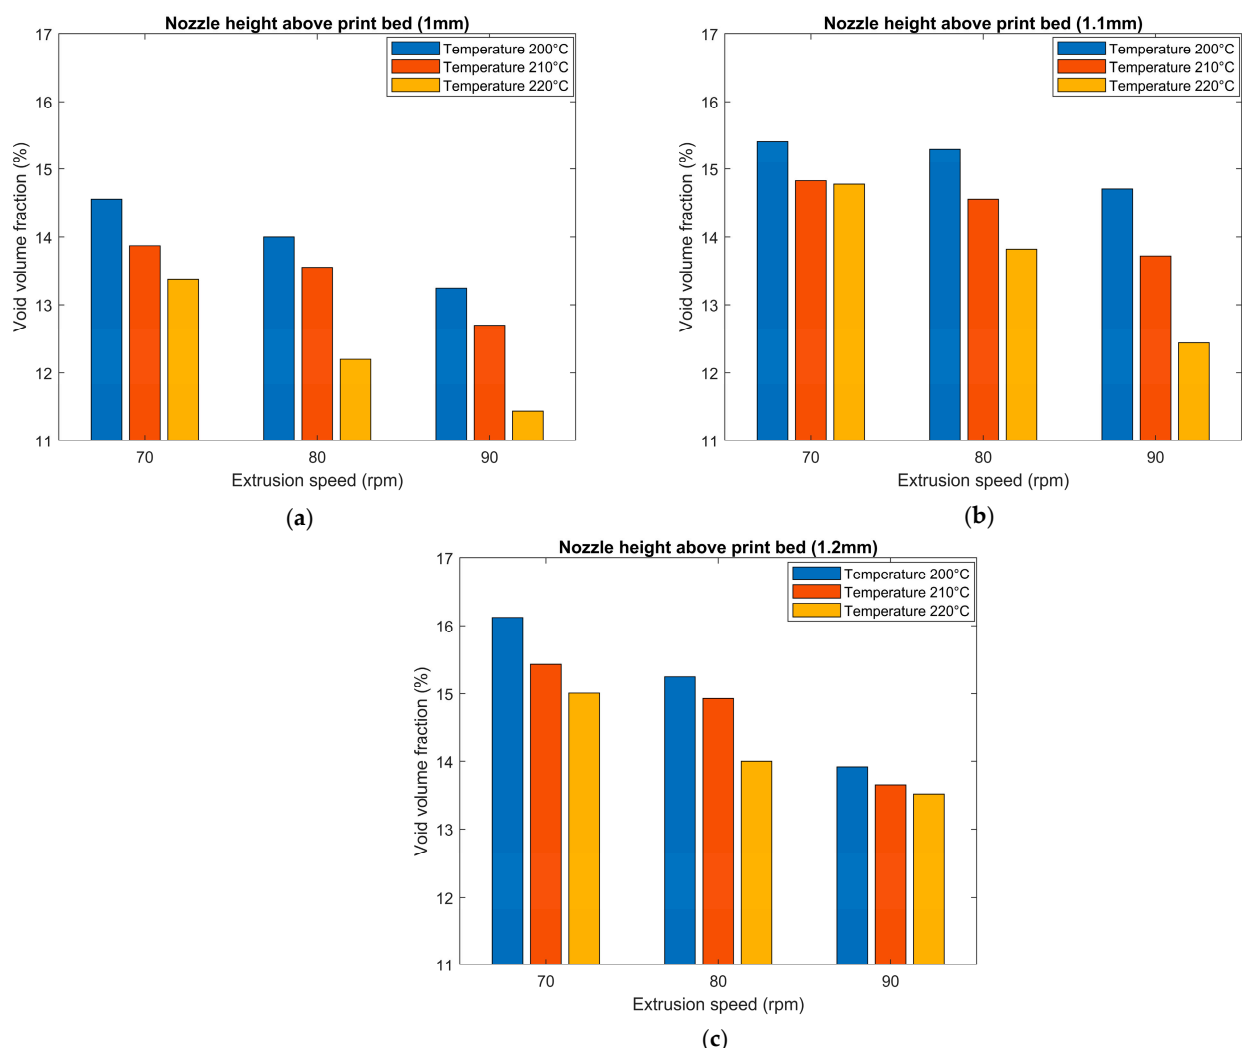 Nozzle height above print bed (1mm)
17
16
15
14
13
12
11
Void volume fraction (%)
Temperature 200°C
Temperature 210°C
Temperature 220°C
70 80 90
Extrusion speed (rpm)
(a)
Nozzle height above print bed (1.1mm)
17
16
15
14
13
12
11
Void volume fraction (%)
Temperature 200°C
Temperature 210°C
Temperature 220°C
70 80 90
Extrusion speed (rpm)
(b)
Nozzle height above print bed (1.2mm)
17
16
15
14
13
12
11
Void volume fraction (%)
Temperature 200°C
Temperature 210°C
Temperature 220°C
70 80 90
Extrusion speed (rpm)
(c)